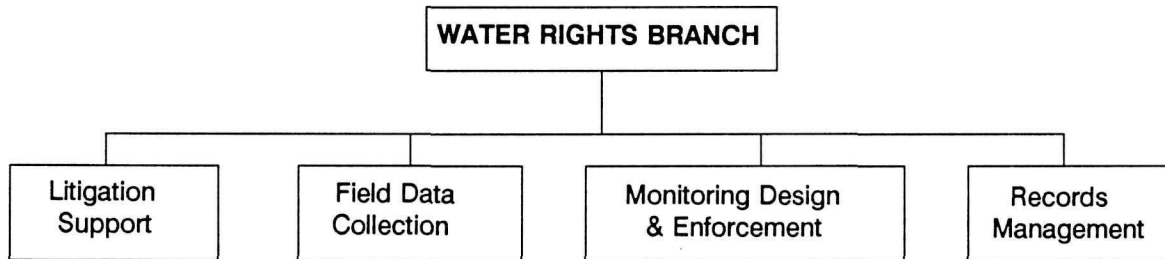 WATER RIGHTS BRANCH
Litigation
Support
Field Data
Collection
Monitoring Design
& Enforcement
Records
Management